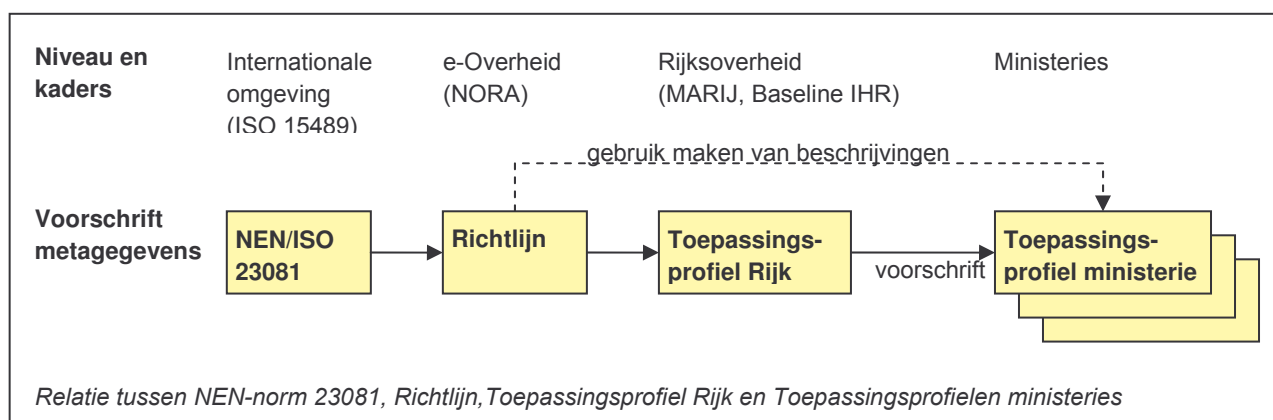 Niveau en
kaders
Internationale
omgeving
(ISO 15489)
e-Overheid
(NORA)
Rijksoverheid
(MARIJ, Baseline IHR)
Ministeries
gebruik maken van beschrijvingen
Voorschrift
metagegevens
NEN/ISO
23081
Richtlijn
Toepassings-
profiel Rijk
voorschrift
Toepassings-
profiel ministerie
Relatie tussen NEN-norm 23081, Richtlijn,Toepassingsprofiel Rijk en Toepassingsprofielen ministeries